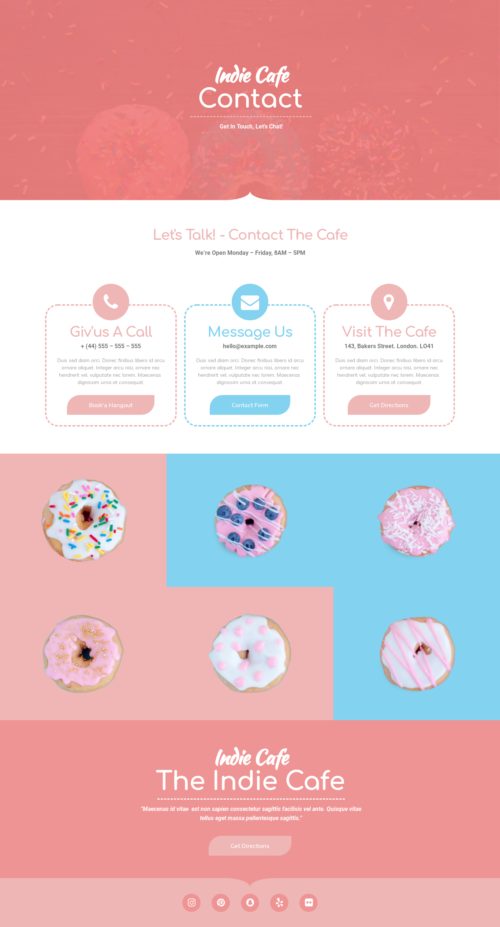 Indie Cafe
Contact
Get In Touch, Let's Chat!
Let's Talk! - Contact The Cafe
We're Open Monday – Friday, 8AM – 5PM
Giv'us A Call
+ (44) 555 – 555 – 555
Duis sed diam orci. Donec finibus libero id arcu
ornare aliquet. Integer arcu nisi, ornare nec
hendrerit vel, vulputate nec lorem. Maecenas
dignissim urna at consequat
Book'a Hangout
Message Us
hello@example.com
Duis sed diam orci. Donec finibus libero id arcu
ornare aliquet. Integer arcu nisi, ornare nec
hendrerit vel, vulputate nec lorem. Maecenas
dignissim urna at consequat
Contact Form
Visit The Cafe
143, Bakers Street, London. LO41
Duis sed diam orci. Donec finibus libero id arcu
ornare aliquet. Integer arcu nisi, ornare nec
hendrerit vel, vulputate nec lorem. Maecenas
dignissim urna at consequat
Get Directions
Indie Cafe
The Indie Cafe
"Maecenas id vitae est non sapien consectetur sagittis facilisis vel ante. Quisque vitae
tellus eget massa pellentesque sagittis."
Get Directions